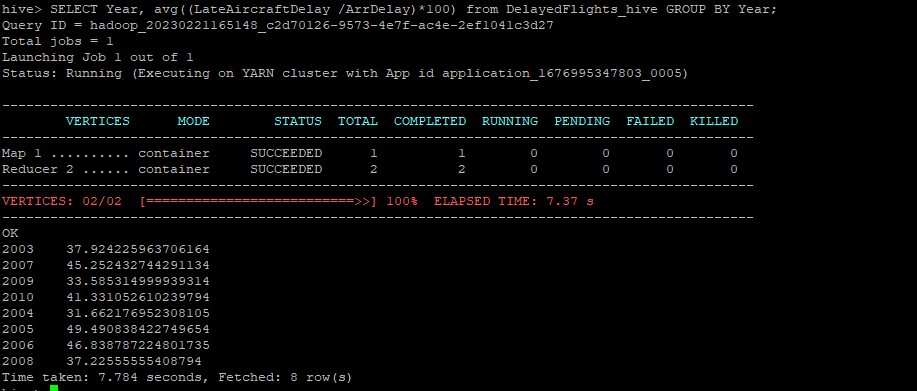 hive> SELECT Year, avg((LateAircraftDelay /ArrDelay)*100) from DelayedFlights_hive GROUP BY Year;
Query ID = hadoop_20230221165148_c2d70126-9573-4e7f-ac4e-2ef1041c3d27
Total jobs = 1
Launching Job 1 out of 1
Status: Running (Executing on YARN cluster with App id application_1676995347803_0005)
----------------------------------------------------------------------------------------------
VERTICES MODE STATUS TOTAL COMPLETED RUNNING PENDING FAILED KILLED
----------------------------------------------------------------------------------------------
Map 1 .......... container SUCCEEDED 1 1 0 0 0 0
Reducer 2 ...... container SUCCEEDED 2 2 0 0 0 0
----------------------------------------------------------------------------------------------
VERTICES: 02/02 [==========================>>] 100% ELAPSED TIME: 7.37 s
----------------------------------------------------------------------------------------------
OK
2003 37.924225963706164
2007 45.252432744291134
2009 33.585314999939314
2010 41.331052610239794
2004 31.662176952308105
2005 49.490838422749654
2006 46.838787224801735
2008 37.22555555408794
Time taken: 7.784 seconds, Fetched: 8 row(s)